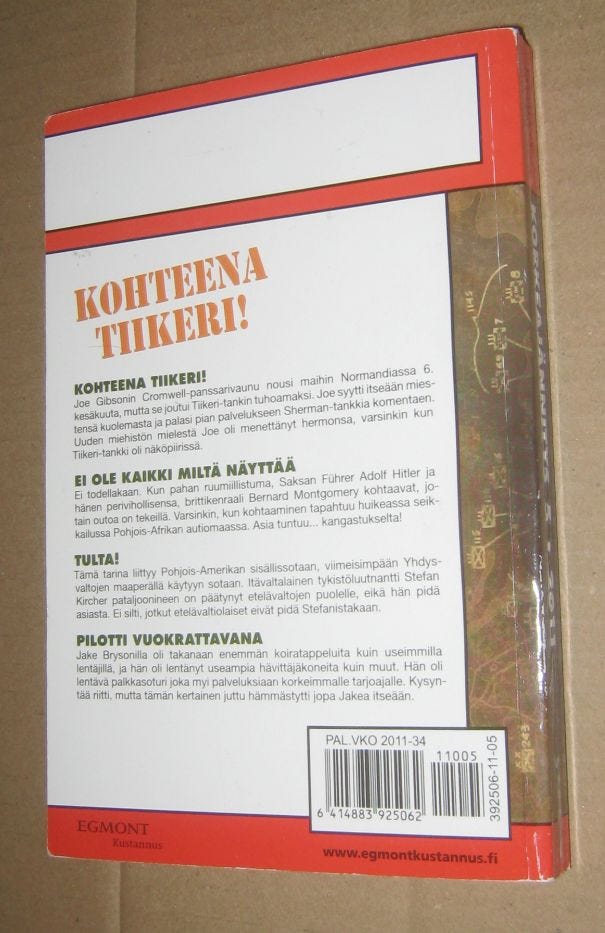 KOHTEENA
TIIKERI!
KOHTEENA TIIKERI!
Joe Gibsonin Cromwell-panssarivaunu nousi maihin Normandiassa 6.
kesäkuuta, mutta se joutui Tiikeri-tankin tuhoamaksi. Joe syytti itseään mies-
tensä kuolemasta ja palasi pian palvelukseen Sherman-tankkia komentaen.
Uuden miehistön mielestä Joe oli menettänyt hermonsa, varsinkin kun
Tiikeri-tankki oli näköpiirissä.
EI OLE KAIKKI MILTÄ NÄYTTÄÄ
Ei todellakaan. Kun pahan ruumiillistuma, Saksan Führer Adolf Hitler ja
hänen perivihollisensa, brittikenraali Bernard Montgomery kohtaavat, jo-
tain outoa on tekeillä. Varsinkin, kun kohtaaminen tapahtuu huikeassa seik-
kailussa Pohjois-Afrikan autiomaassa. Asia tuntuu... kangastukselta!
TULTA!
Tämä tarina liittyy Pohjois-Amerikan sisällissotaan, viimeisimpään Yhdys-
valtojen maaperällä käytyyn sotaan. Itävaltalainen tykistöluutnantti Stefan
Kircher pataljoonineen on päätynyt etelävaltojen puolelle, eikä hän pidä
asiasta. Ei silti, jotkut etelävaltiolaiset eivät pidä Stefanistakaan.
PILOTTI VUOKRATTAVANA
Jake Brysonilla oli takanaan enemmän koiratappeluita kuin useimmilla
lentäjillä, ja hän oli lentänyt useampia hävittäjäkoneita kuin muut. Hän oli
lentävä palkkasoturi joka myi palveluksiaan korkeimmalle tarjoajalle. Kysyn-
tää riitti, mutta tämän kertainen juttu hämmästytti jopa Jakea itseään.
PAL.VKO 2011-34
11005
6 414883 925062
392506-11-05
EGMONT
Kustannus
www.egmontkustannus.fi
KORKEAJÄNNITYS
1145
8
7
149
243